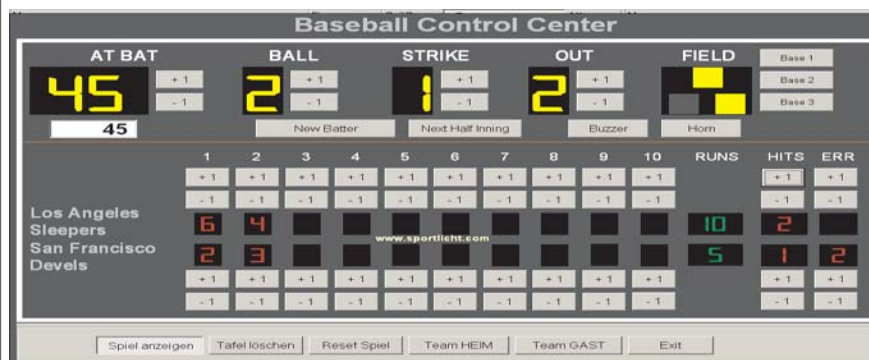 Baseball Control Center
AT BAT BALL STRIKE OUT FIELD Base 1
45 + 1 2 + 1 1 + 1 2 + 1 Base 2
- 1 - 1 - 1 - 1 Base 3
45 New Batter Next Half Inning Buzzer Horn
1 2 3 4 5 6 7 8 9 10 RUNS HITS ERR
+ 1 + 1 + 1 + 1 + 1 + 1 + 1 + 1 + 1 + 1 + 1 + 1
- 1 - 1 - 1 - 1 - 1 - 1 - 1 - 1 - 1 - 1 - 1 - 1
Los Angeles
Sleepers 6 4 10 2
www.sportlicht.com
San Francisco
Devels 2 3 5 1 2
+ 1 + 1 + 1 + 1 + 1 + 1 + 1 + 1 + 1 + 1 + 1 + 1
- 1 - 1 - 1 - 1 - 1 - 1 - 1 - 1 - 1 - 1 - 1 - 1
Spiel anzeigen Tafel löschen Reset Spiel Team HEIM Team GAST Exit